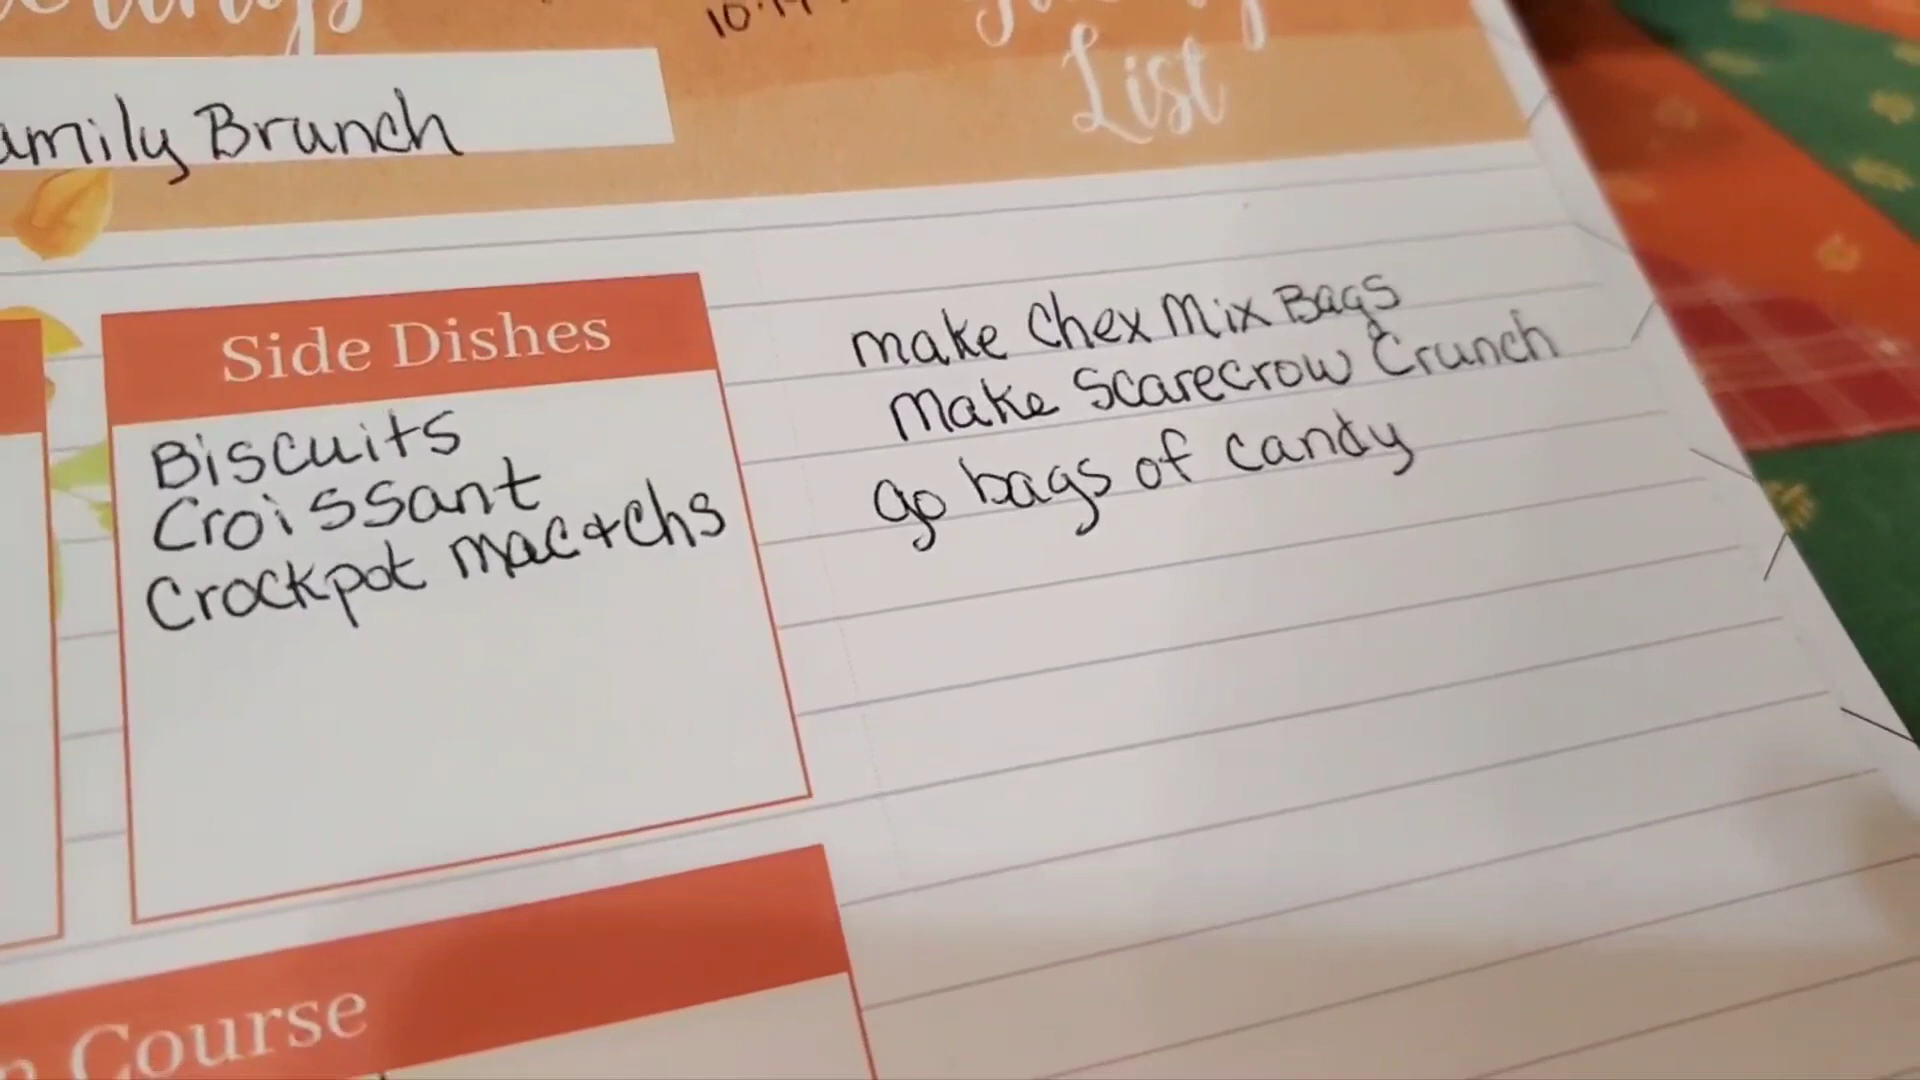 List
Brunch
Side Dishes
Biscuits
Croissant
Crockpot mac+chs
make Chex Mix Bags
Make Scarecrow Crunch
go bags of candy
Course